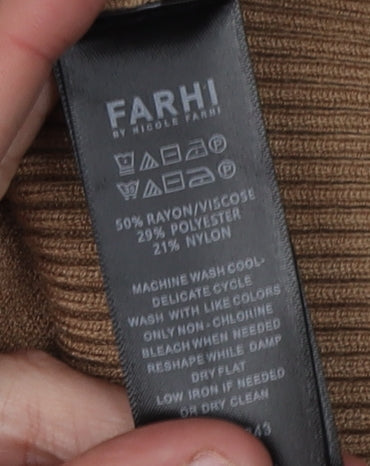 FARHI
BY NICOLE FARHI
50% RAYON/VISCOSE
29% POLYESTER
21% NYLON
MACHINE WASH COOL-
DELICATE CYCLE
WASH WITH LIKE COLORS
ONLY NON-CHLORINE
BLEACH WHEN NEEDED
RESHAPE WHILE DAMP
DRY FLAT
LOW IRON IF NEEDED
OR DRY CLEAN
43